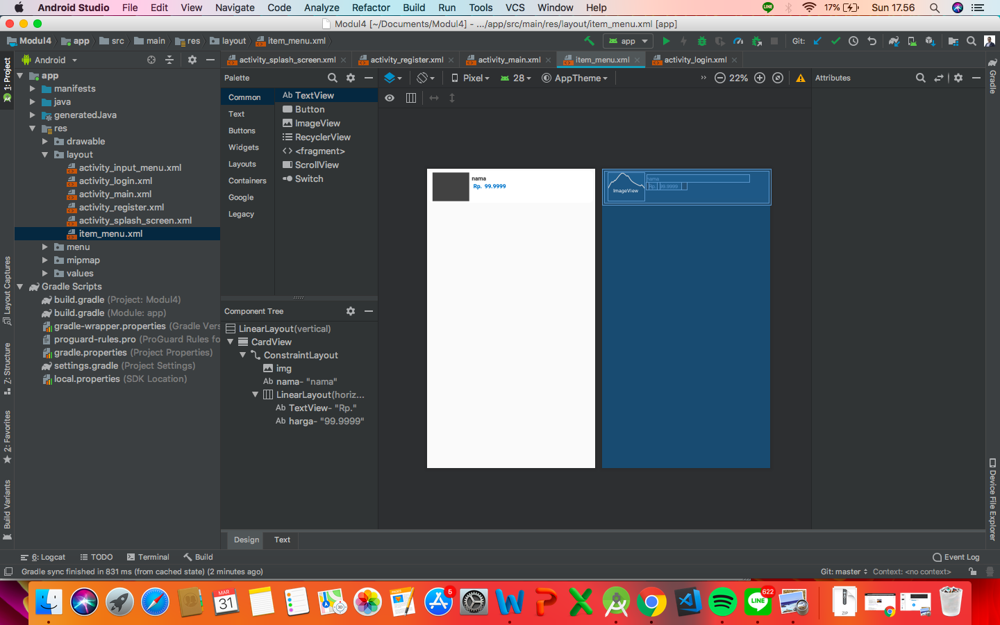 Android Studio File Edit View Navigate Code Analyze Refactor Build Run Tools VCS Window Help 17% Sun 17.56
Modul4 [~/Documents/Modul4] - .../app/src/main/res/layout/item_menu.xml [app]
Modul4 app src main res layout item_menu.xml app Git:
Android
activity_splash_screen.xml activity_register.xml activity_main.xml item_menu.xml activity_login.xml
1: Project
Layout Captures
7: Structure
2: Favorites
Build Variants
app
manifests
java
generatedJava
res
drawable
layout
activity_input_menu.xml
activity_login.xml
activity_main.xml
activity_register.xml
activity_splash_screen.xml
item_menu.xml
menu
mipmap
values
Gradle Scripts
build.gradle (Project: Modul4)
build.gradle (Module: app)
gradle-wrapper.properties (Gradle Vers
proguard-rules.pro (ProGuard Rules fo
gradle.properties (Project Properties)
settings.gradle (Project Settings)
local.properties (SDK Location)
Palette
Common
Text
Buttons
Widgets
Layouts
Containers
Google
Legacy
Ab TextView
Button
ImageView
RecyclerView
<fragment>
ScrollView
Switch
Component Tree
LinearLayout(vertical)
CardView
ConstraintLayout
img
Ab nama- "nama"
LinearLayout(horiz...
Ab TextView- "Rp."
Ab harga- "99.9999"
Pixel 28 AppTheme 22%
nama
Rp. 99.9999
ImageView
nama
Rp. 99.9999
Attributes
Gradle
Device File Explorer
Design Text
6: Logcat TODO Terminal Build Event Log
Gradle sync finished in 831 ms (from cached state) (2 minutes ago) Git: master Context: <no context>
MAR
31
5
622
ZIP